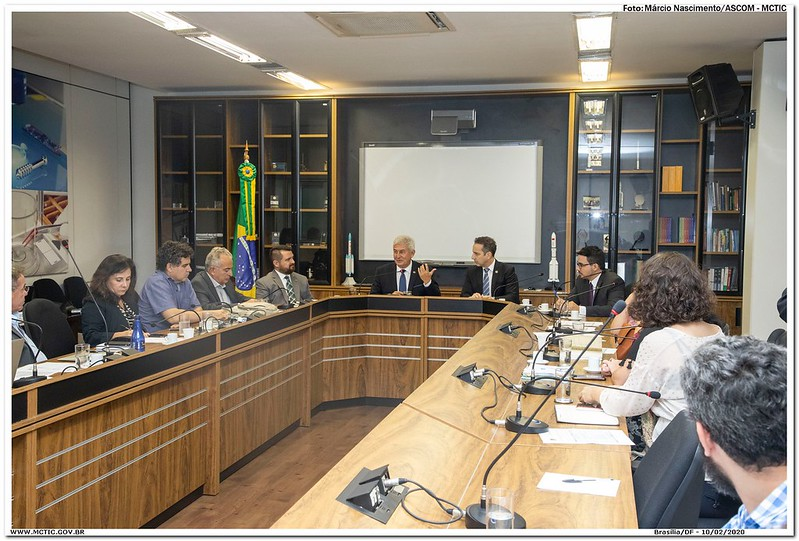 Foto: Márcio Nascimento/ASCOM - MCTIC
WWW.MCTIC.GOV.BR
Brasília/DF - 10/02/2020